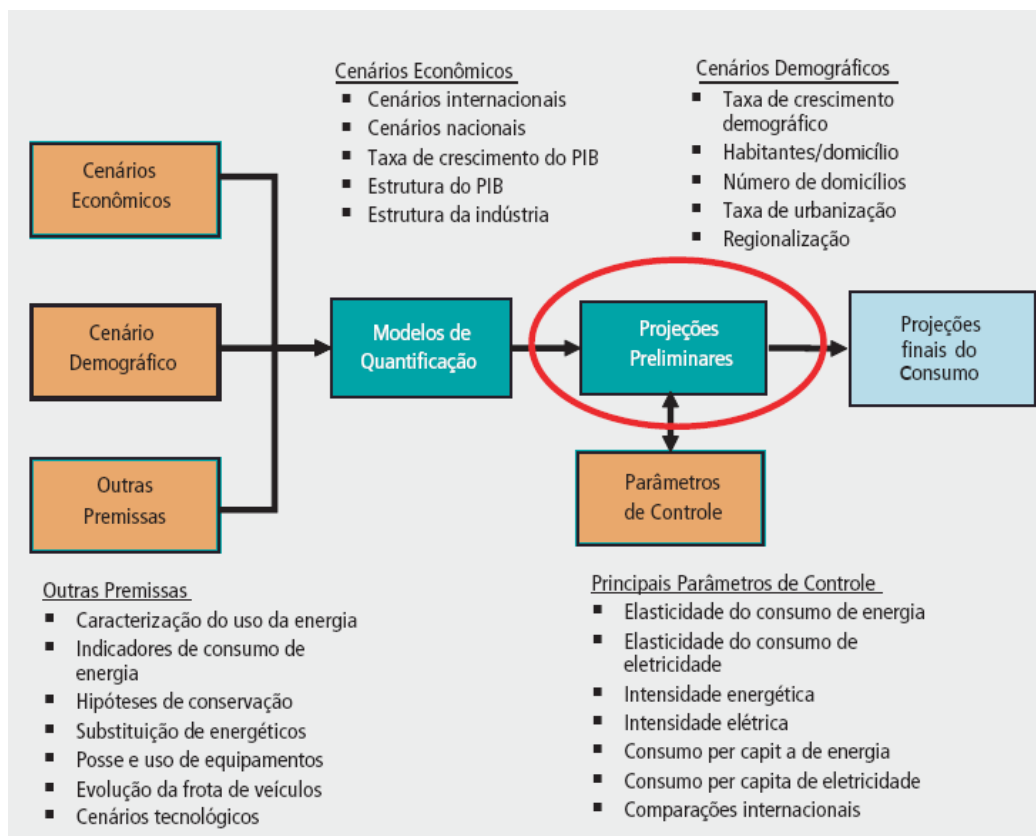 Cenários Econômicos
▪ Cenários internacionais
▪ Cenários nacionais
▪ Taxa de crescimento do PIB
▪ Estrutura do PIB
▪ Estrutura da indústria
Cenários Demográficos
▪ Taxa de crescimento
demográfico
▪ Habitantes/domicílio
▪ Número de domicílios
▪ Taxa de urbanização
▪ Regionalização
Cenários
Econômicos
Cenário
Demográfico
Outras
Premissas
Modelos de
Quantificação
Projeções
Preliminares
Projeções
finais do
Consumo
Parâmetros
de Controle
Outras Premissas
▪ Caracterização do uso da energia
▪ Indicadores de consumo de
energia
▪ Hipóteses de conservação
▪ Substituição de energéticos
▪ Posse e uso de equipamentos
▪ Evolução da frota de veículos
▪ Cenários tecnológicos
Principais Parâmetros de Controle
▪ Elasticidade do consumo de energia
▪ Elasticidade do consumo de
eletricidade
▪ Intensidade energética
▪ Intensidade elétrica
▪ Consumo per capit a de energia
▪ Consumo per capita de eletricidade
▪ Comparações internacionais